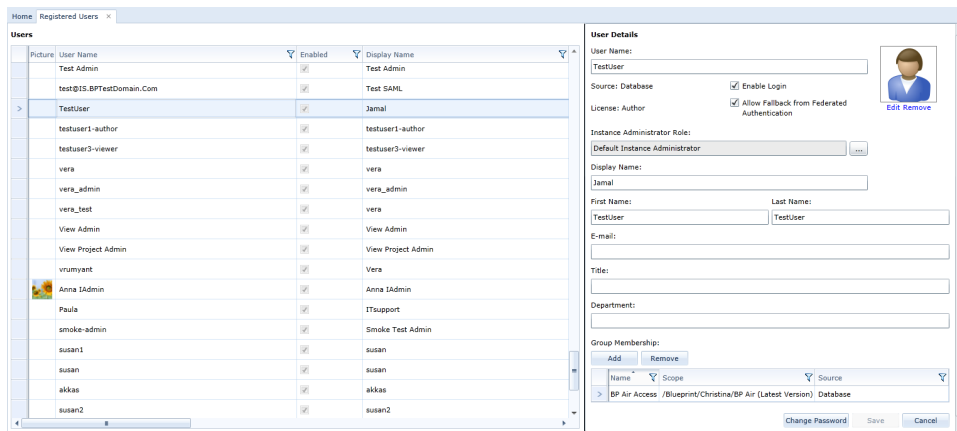 Home Registered Users ×
Users
Picture User Name Enabled Display Name
Test Admin Test Admin
test@IS.BPTestDomain.Com Test SAML
TestUser Jamal
testuser1-author testuser1-author
testuser3-viewer testuser3-viewer
vera vera
vera_admin vera_admin
vera_test vera
View Admin View Admin
View Project Admin View Project Admin
vrumyant Vera
Anna IAdmin Anna IAdmin
Paula ITsupport
smoke-admin Smoke Test Admin
susan1 susan
susan susan
akkas akkas
susan2 susan2
User Details
User Name:
TestUser
Source: Database Enable Login
License: Author Allow Fallback from Federated
Authentication
Edit Remove
Instance Administrator Role:
Default Instance Administrator ...
Display Name:
Jamal
First Name: Last Name:
TestUser TestUser
E-mail:
Title:
Department:
Group Membership:
Add Remove
Name Scope Source
BP Air Access /Blueprint/Christina/BP Air (Latest Version) Database
Change Password Save Cancel